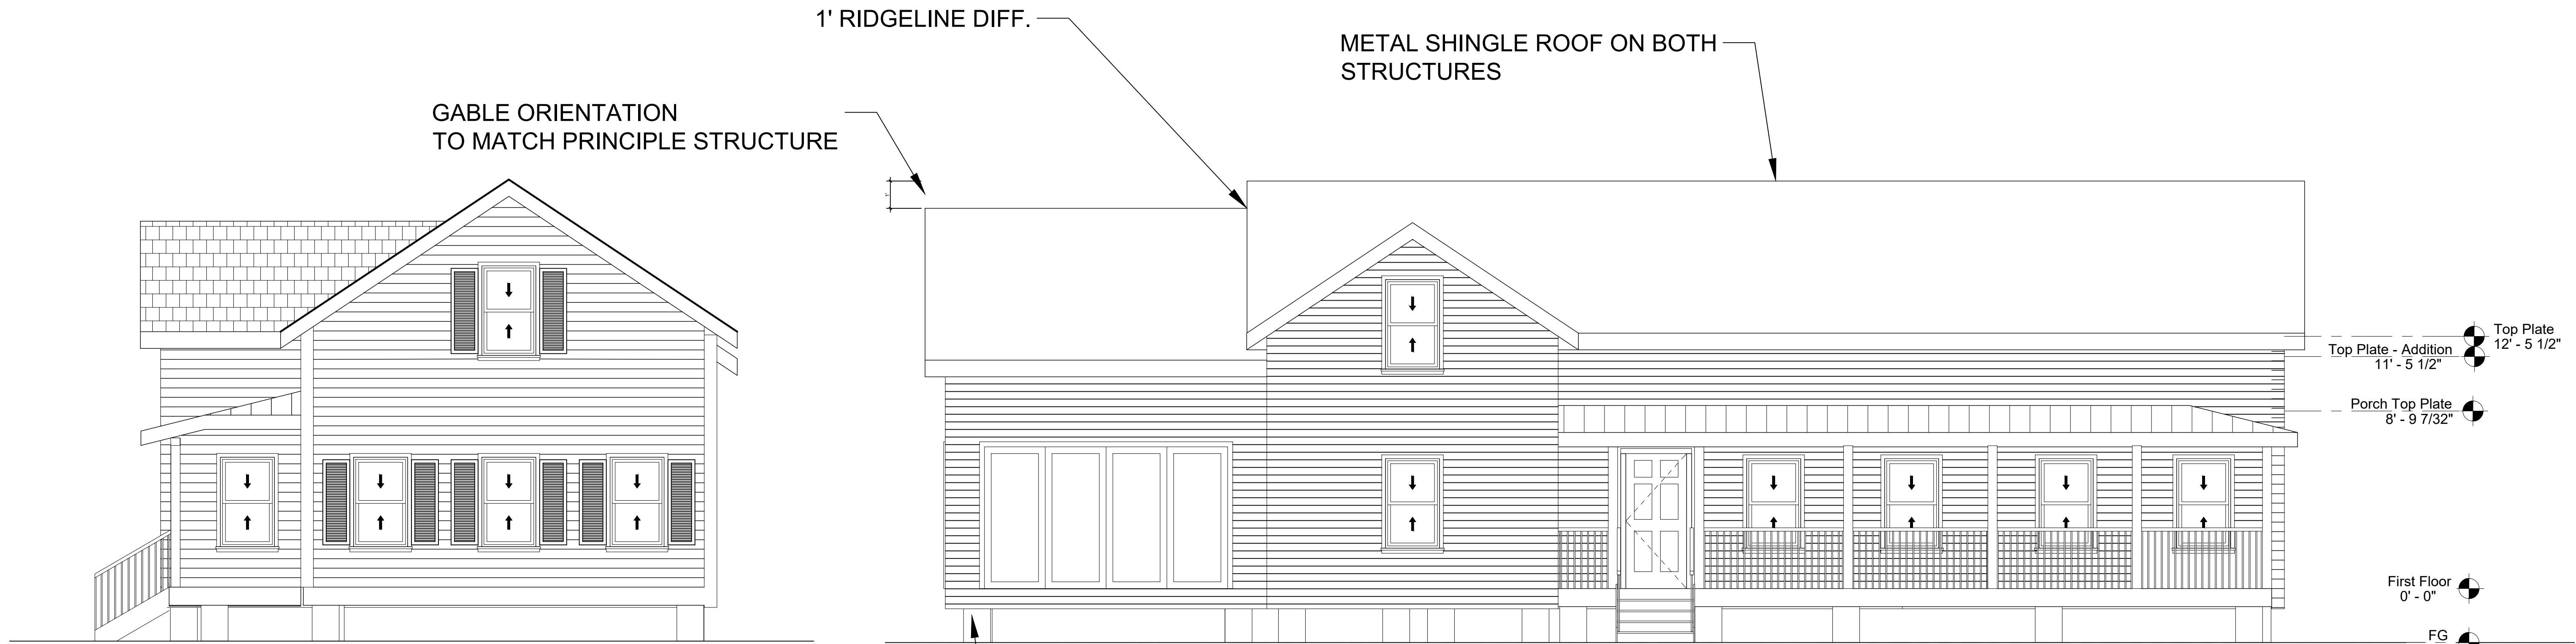 1' RIDGELINE DIFF.
METAL SHINGLE ROOF ON BOTH
STRUCTURES
GABLE ORIENTATION
TO MATCH PRINCIPLE STRUCTURE
1'
Top Plate
12' - 5 1/2"
Top Plate - Addition
11' - 5 1/2"
Porch Top Plate
8' - 9 7/32"
First Floor
0' - 0"
FG